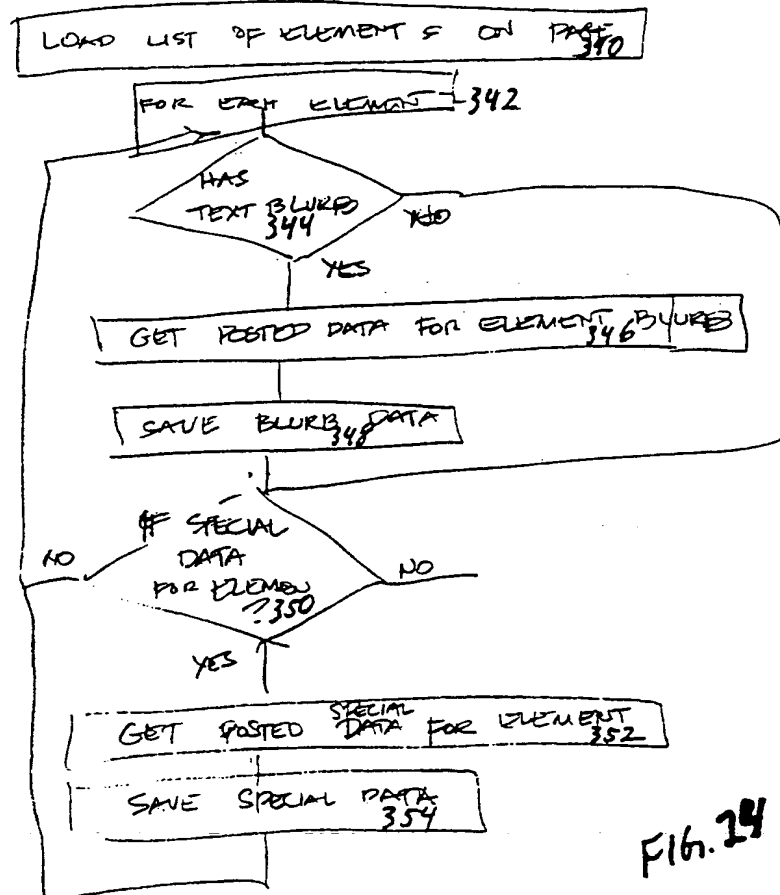 LOAD LIST OF ELEMENTS ON PAGE
340
FOR EACH ELEMENT 342
HAS
TEXT BLURB
344
NO
YES
GET POSTED DATA FOR ELEMENT BLURB
346
SAVE BLURB DATA
348
IF SPECIAL
DATA
FOR ELEMEN
? 350
NO
NO
YES
GET POSTED SPECIAL DATA FOR ELEMENT
352
SAVE SPECIAL DATA
354
FIG. 24